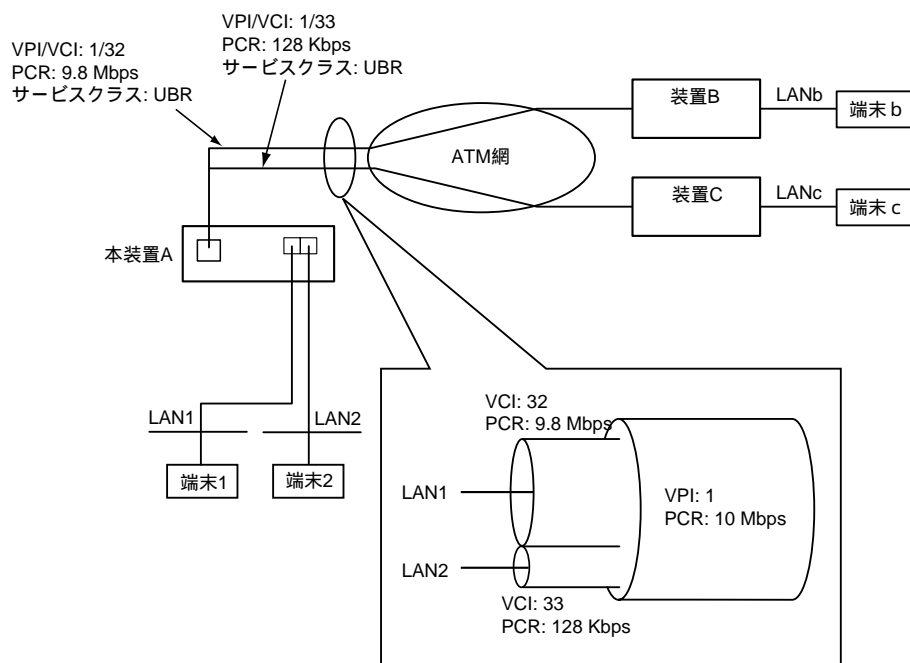 VPI/VCI: 1/33
PCR: 128 Kbps
サービスクラス: UBR
VPI/VCI: 1/32
PCR: 9.8 Mbps
サービスクラス: UBR
装置B
LANb
端末 b
ATM網
装置C
LANc
端末 c
本装置A
LAN1
LAN2
端末1
端末2
VCI: 32
PCR: 9.8 Mbps
LAN1
VPI: 1
PCR: 10 Mbps
LAN2
VCI: 33
PCR: 128 Kbps